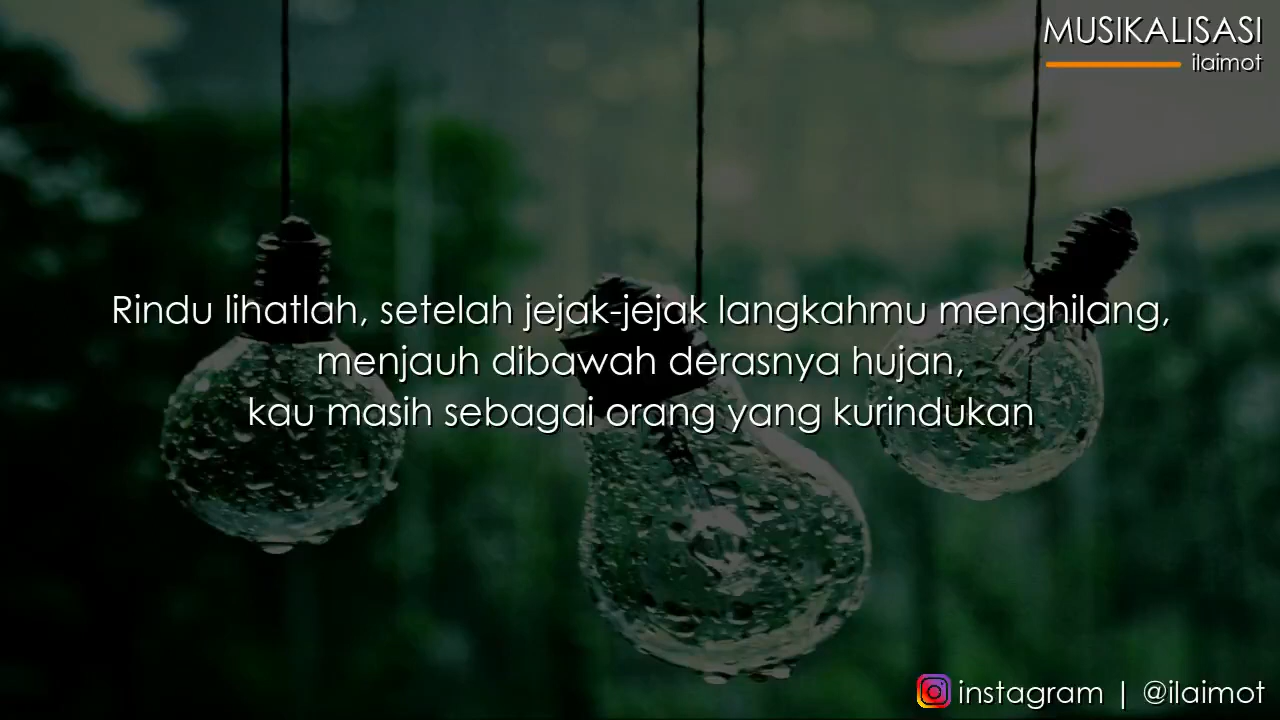 MUSIKALISASI
ilaimot
Rindu lihatlah, setelah jejak-jejak langkahmu menghilang,
menjauh dibawah derasnya hujan,
kau masih sebagai orang yang kurindukan
instagram | @ilaimot